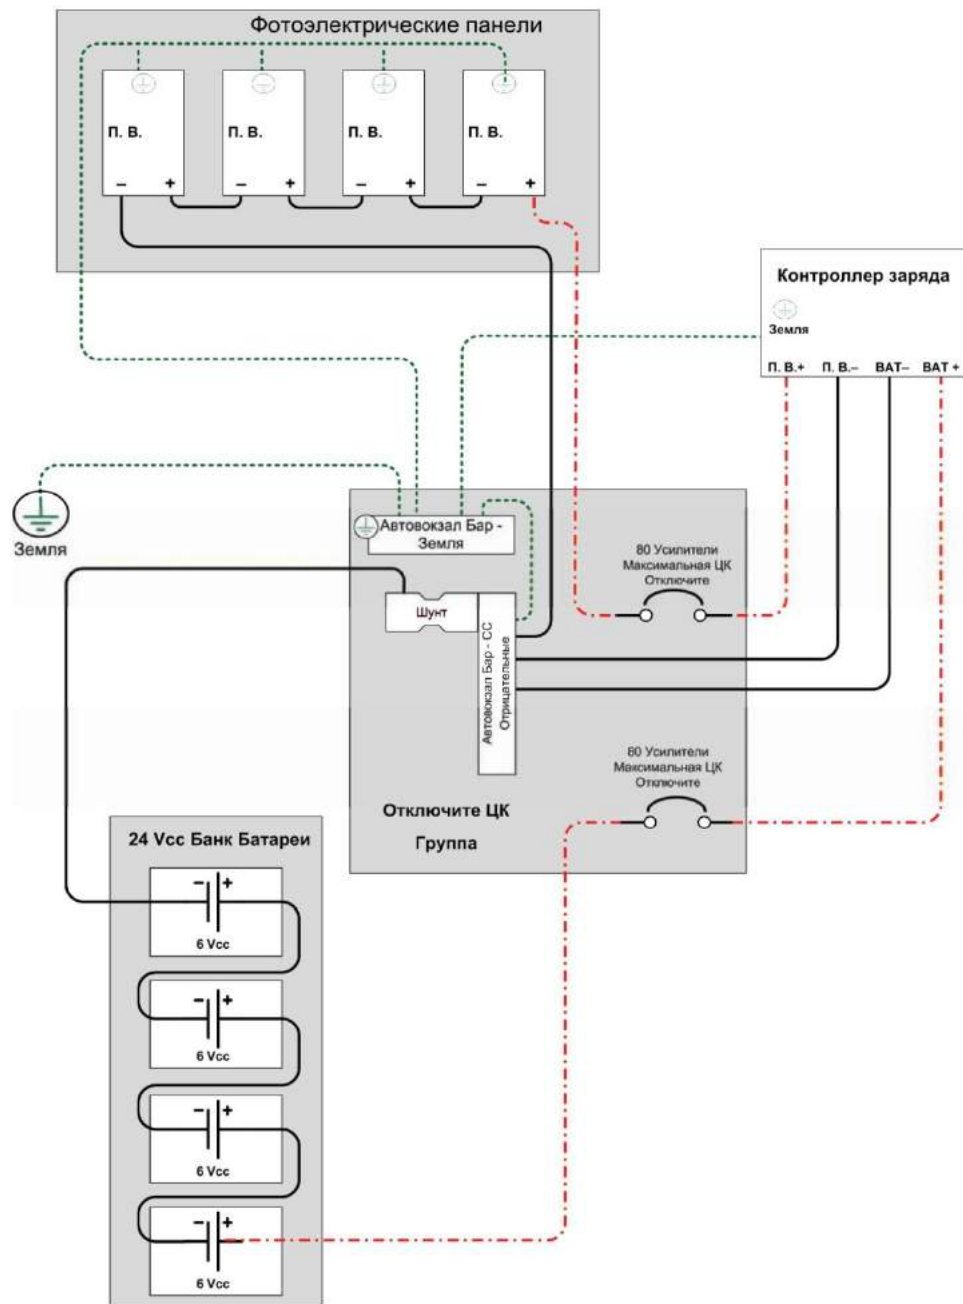 Фотоэлектрические панели
П. В.
П. В.
П. В.
П. В.
– +
– +
– +
– +
Контроллер заряда
Земля
П. В.+ П. В.– ВАТ– ВАТ +
Земля
Автовокзал Бар -
Земля
80 Усилители
Максимальная ЦК
Отключите
Шунт
Автовокзал Бар - СС
Отрицательные
80 Усилители
Максимальная ЦК
Отключите
Отключите ЦК
Группа
24 Vcc Банк Батареи
– +
6 Vcc
– +
6 Vcc
– +
6 Vcc
– +
6 Vcc